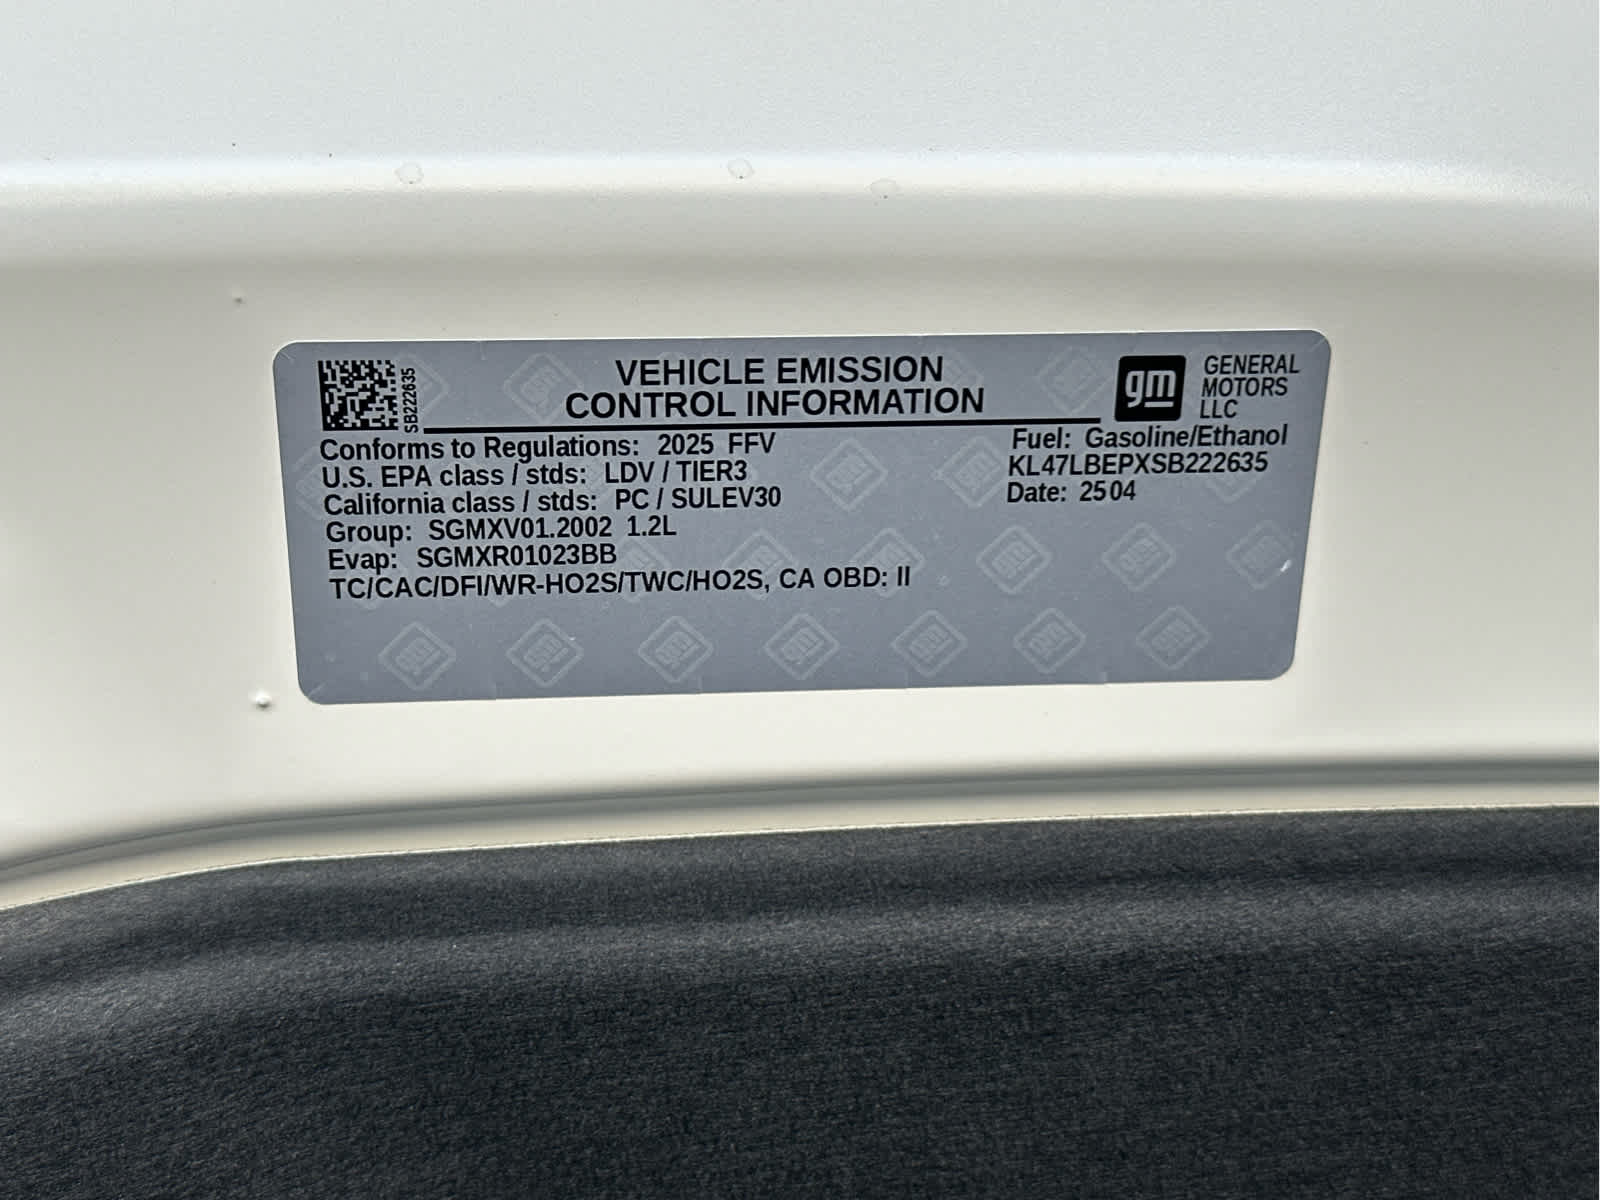 SB222635
VEHICLE EMISSION
CONTROL INFORMATION
gm
GENERAL
MOTORS
LLC
Conforms to Regulations: 2025 FFV
U.S. EPA class / stds: LDV / TIER3
California class / stds: PC / SULEV30
Group: SGMXV01.2002 1.2L
Evap: SGMXR01023BB
TC/CAC/DFI/WR-HO2S/TWC/HO2S, CA OBD: II
Fuel: Gasoline/Ethanol
KL47LBEPXSB222635
Date: 2504